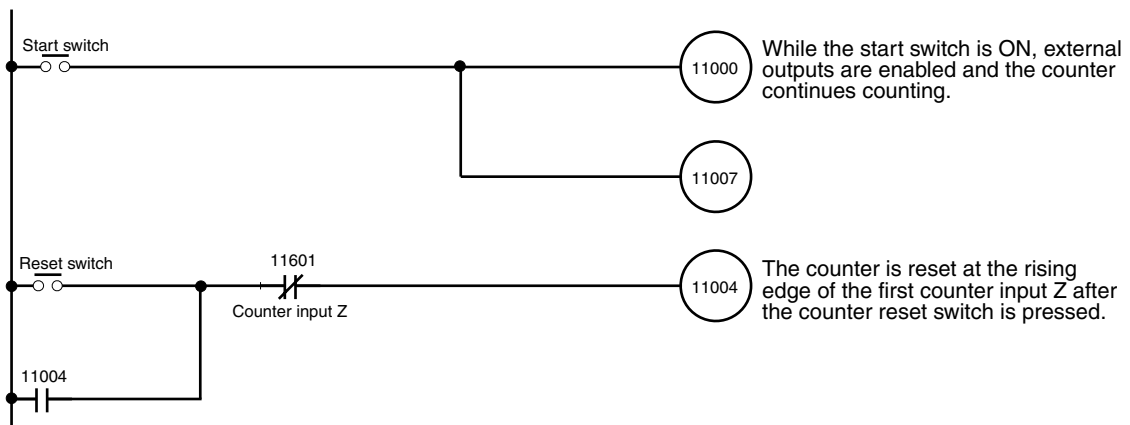 Start switch
11000
While the start switch is ON, external
outputs are enabled and the counter
continues counting.
11007
Reset switch
11601
Counter input Z
11004
The counter is reset at the rising
edge of the first counter input Z after
the counter reset switch is pressed.
11004